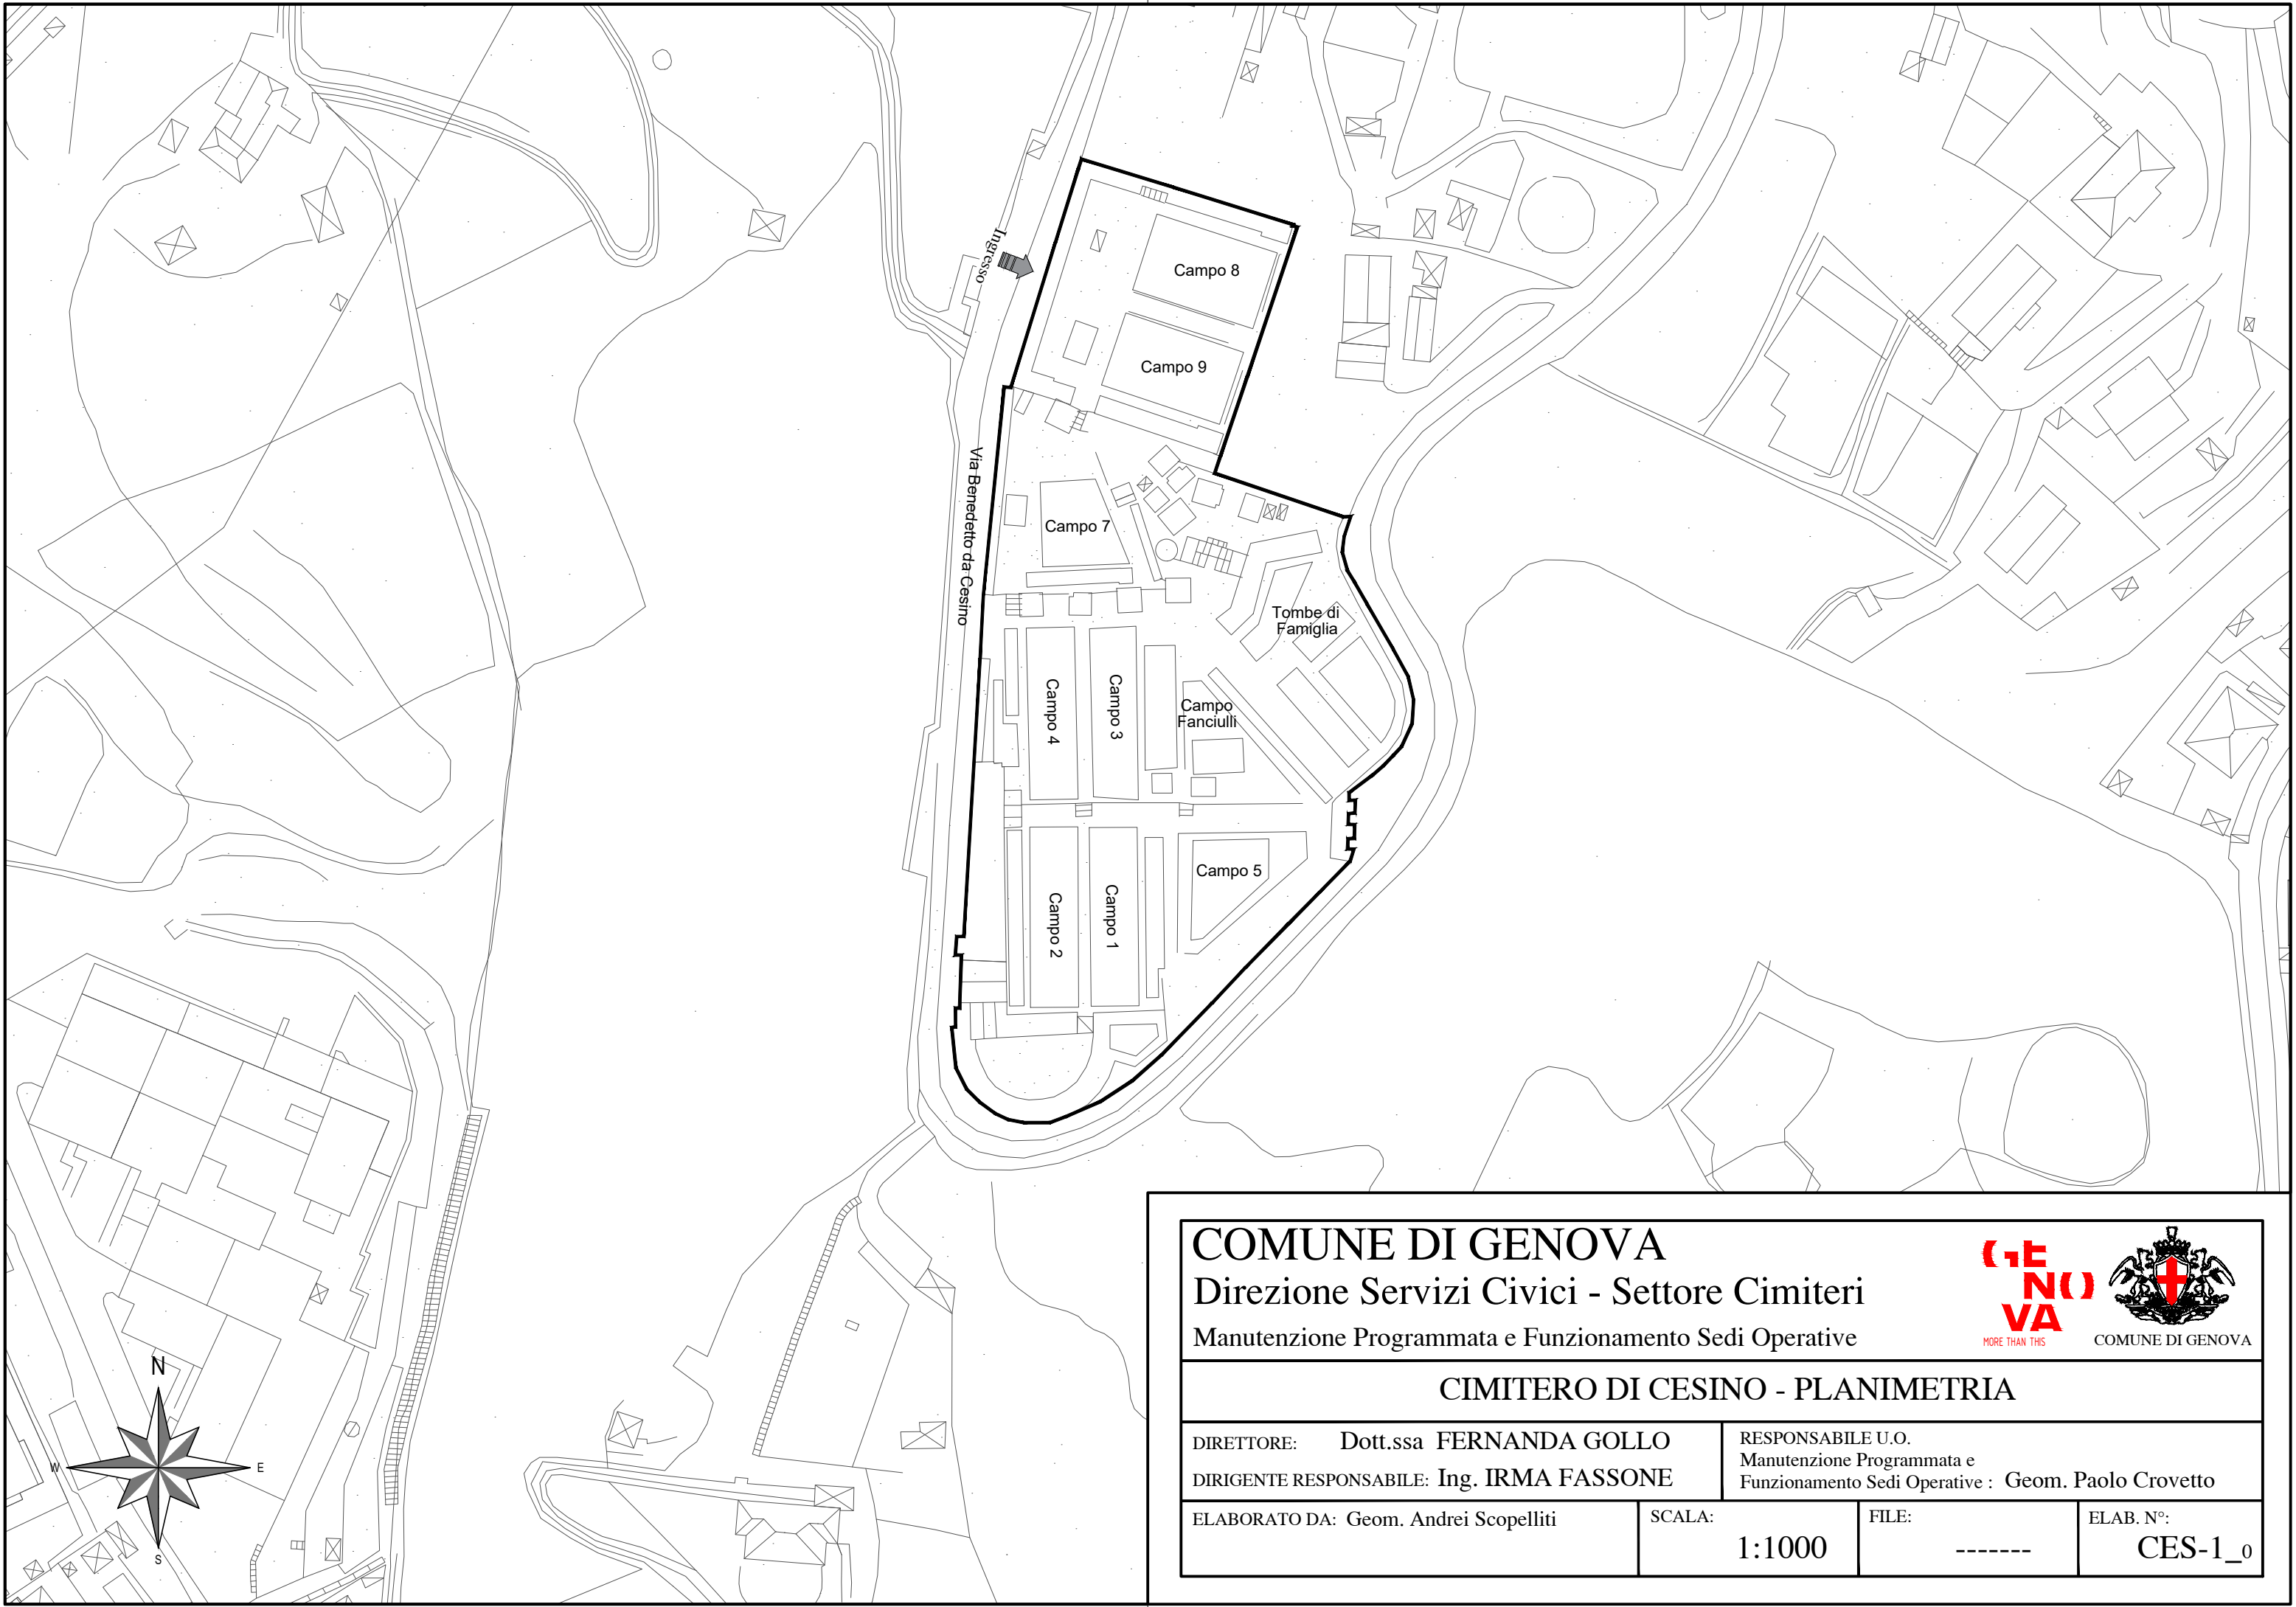 Ingresso
Campo 8
Campo 9
Via Benedetto da Cesino
Campo 7
Tombe di
Famiglia
Campo 4
Campo 3
Campo
Fanciulli
Campo 5
Campo 2
Campo 1
N
W
E
S
COMUNE DI GENOVA
Direzione Servizi Civici - Settore Cimiteri
Manutenzione Programmata e Funzionamento Sedi Operative
GE
NO
VA
MORE THAN THIS
COMUNE DI GENOVA
CIMITERO DI CESINO - PLANIMETRIA
DIRETTORE: Dott.ssa FERNANDA GOLLO
DIRIGENTE RESPONSABILE: Ing. IRMA FASSONE
RESPONSABILE U.O.
Manutenzione Programmata e
Funzionamento Sedi Operative : Geom. Paolo Crovetto
ELABORATO DA: Geom. Andrei Scopelliti
SCALA:
1:1000
FILE:
-------
ELAB. N°:
CES-1_0